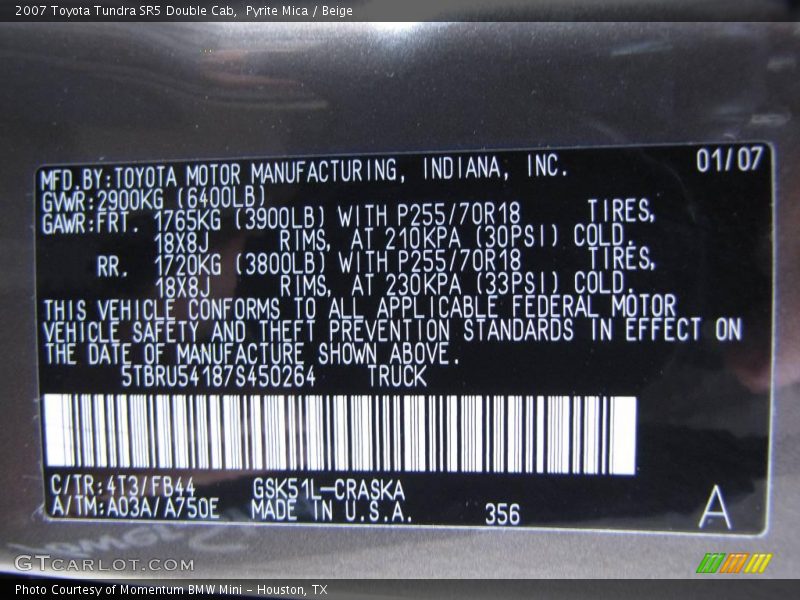 2007 Toyota Tundra SR5 Double Cab, Pyrite Mica / Beige
01/07
MFD.BY:TOYOTA MOTOR MANUFACTURING, INDIANA, INC.
GVWR:2900KG (6400LB)
GAWR:FRT. 1765KG (3900LB) WITH P255/70R18 TIRES,
18X8J RIMS, AT 210KPA (30PSI) COLD.
RR. 1720KG (3800LB) WITH P255/70R18 TIRES,
18X8J RIMS, AT 230KPA (33PSI) COLD.
THIS VEHICLE CONFORMS TO ALL APPLICABLE FEDERAL MOTOR
VEHICLE SAFETY AND THEFT PREVENTION STANDARDS IN EFFECT ON
THE DATE OF MANUFACTURE SHOWN ABOVE.
5TBRU54187S450264 TRUCK
C/TR:4T3/FB44 GSK51L-CRASKA
A/TM:A03A/A750E MADE IN U.S.A. 356 A
GTCARLOT.COM
Photo Courtesy of Momentum BMW Mini - Houston, TX